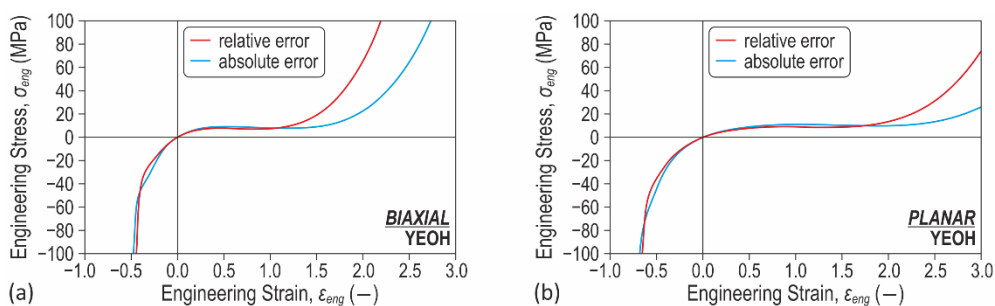 Engineering Stress, σeng (MPa)
100
80
60
40
20
0
−20
−40
−60
−80
−100
relative error
absolute error
BIAXIAL
YEOH
−1.0 −0.5 0.0 0.5 1.0 1.5 2.0 2.5 3.0
(a) Engineering Strain, εeng (—)
Engineering Stress, σeng (MPa)
100
80
60
40
20
0
−20
−40
−60
−80
−100
relative error
absolute error
PLANAR
YEOH
−1.0 −0.5 0.0 0.5 1.0 1.5 2.0 2.5 3.0
(b) Engineering Strain, εeng (—)